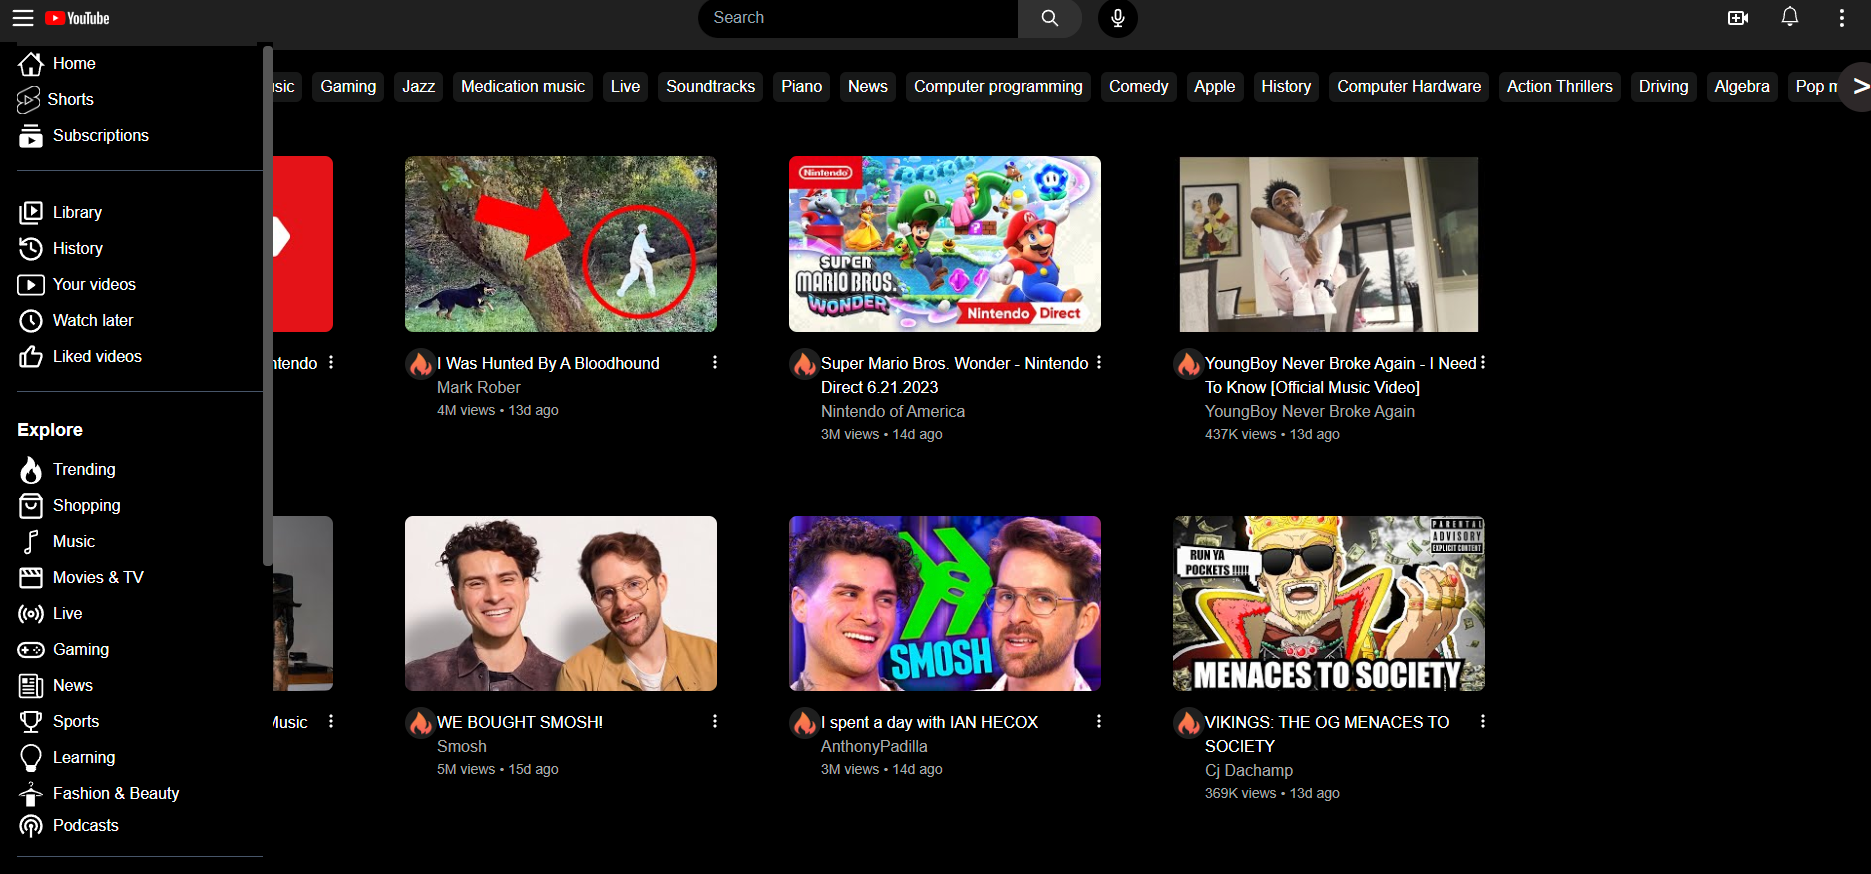 YouTube
Search
Home
Shorts
Subscriptions
Library
History
Your videos
Watch later
Liked videos
Explore
Trending
Shopping
Music
Movies & TV
Live
Gaming
News
Sports
Learning
Fashion & Beauty
Podcasts
sic Gaming Jazz Medication music Live Soundtracks Piano News Computer programming Comedy Apple History Computer Hardware Action Thrillers Driving Algebra Pop m >
ntendo
I Was Hunted By A Bloodhound
Mark Rober
4M views • 13d ago
Nintendo
SUPER
MARIO BROS.
WONDER
Nintendo Direct
Super Mario Bros. Wonder - Nintendo
Direct 6.21.2023
Nintendo of America
3M views • 14d ago
YoungBoy Never Broke Again - I Need
To Know [Official Music Video]
YoungBoy Never Broke Again
437K views • 13d ago
Music
WE BOUGHT SMOSH!
Smosh
5M views • 15d ago
SMOSH
I spent a day with IAN HECOX
AnthonyPadilla
3M views • 14d ago
PARENTAL
ADVISORY
EXPLICIT CONTENT
RUN YA
POCKETS !!!!!
MENACES TO SOCIETY
VIKINGS: THE OG MENACES TO
SOCIETY
Cj Dachamp
369K views • 13d ago